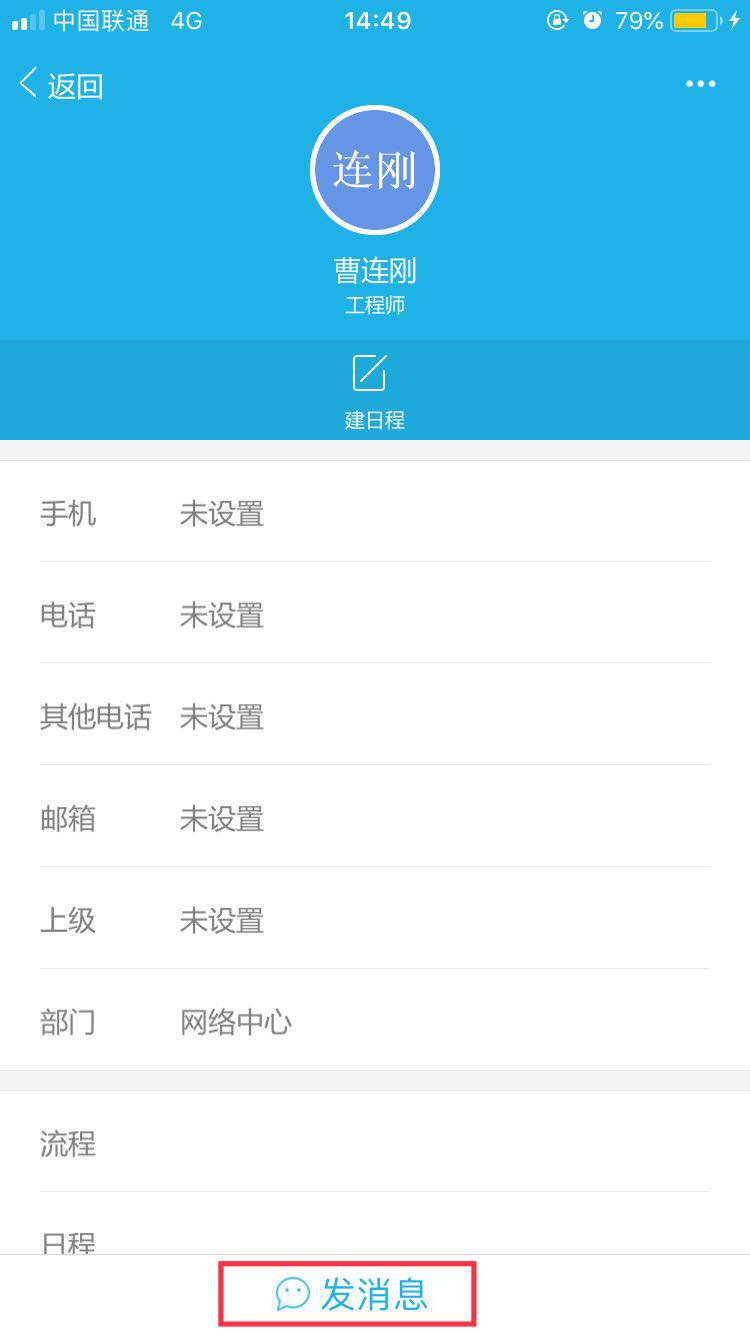 中国联通 4G 14:49 79%
返回
连刚
曹连刚
工程师
建日程
手机 未设置
电话 未设置
其他电话 未设置
邮箱 未设置
上级 未设置
部门 网络中心
流程
日程
发消息